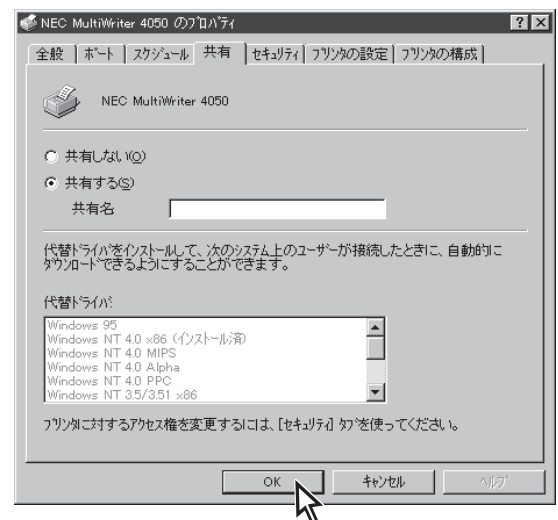 NEC MultiWriter 4050 のプロパティ
全般 ポート スケジュール 共有 セキュリティ プリンタの設定 プリンタの構成
NEC MultiWriter 4050
共有しない(O)
共有する(S)
共有名
代替ドライバをインストールして、次のシステム上のユーザーが接続したときに、自動的に
ダウンロードできるようにすることができます。
代替ドライバ:
Windows 95
Windows NT 4.0 x86 (インストール済)
Windows NT 4.0 MIPS
Windows NT 4.0 Alpha
Windows NT 4.0 PPC
Windows NT 3.5/3.51 x86
プリンタに対するアクセス権を変更するには、[セキュリティ] タブを使ってください。
OK キャンセル ヘルプ